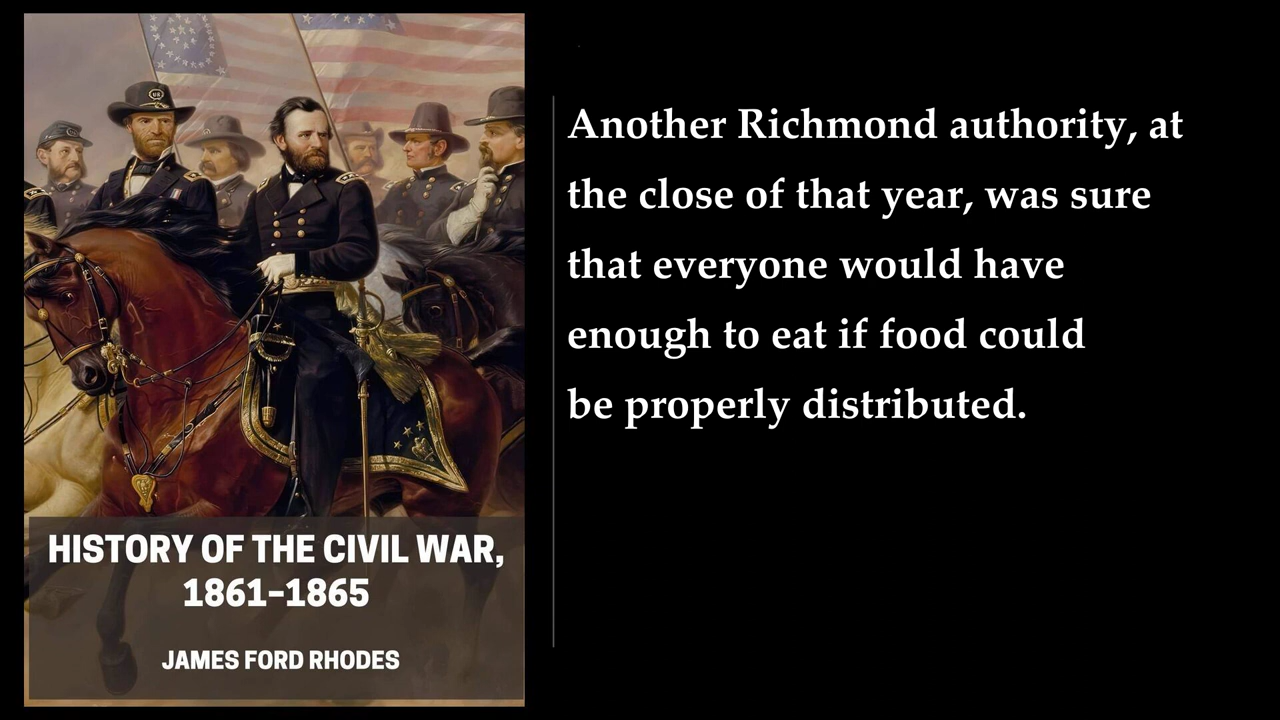 HISTORY OF THE CIVIL WAR,
1861–1865
JAMES FORD RHODES
Another Richmond authority, at
the close of that year, was sure
that everyone would have
enough to eat if food could
be properly distributed.